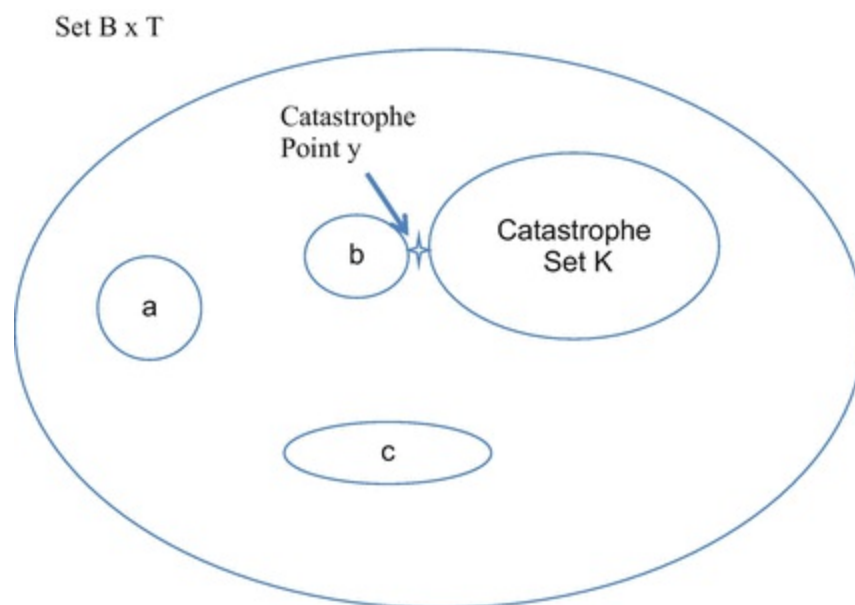 Set B x T
Catastrophe
Point y
Catastrophe
Set K
b
a
c